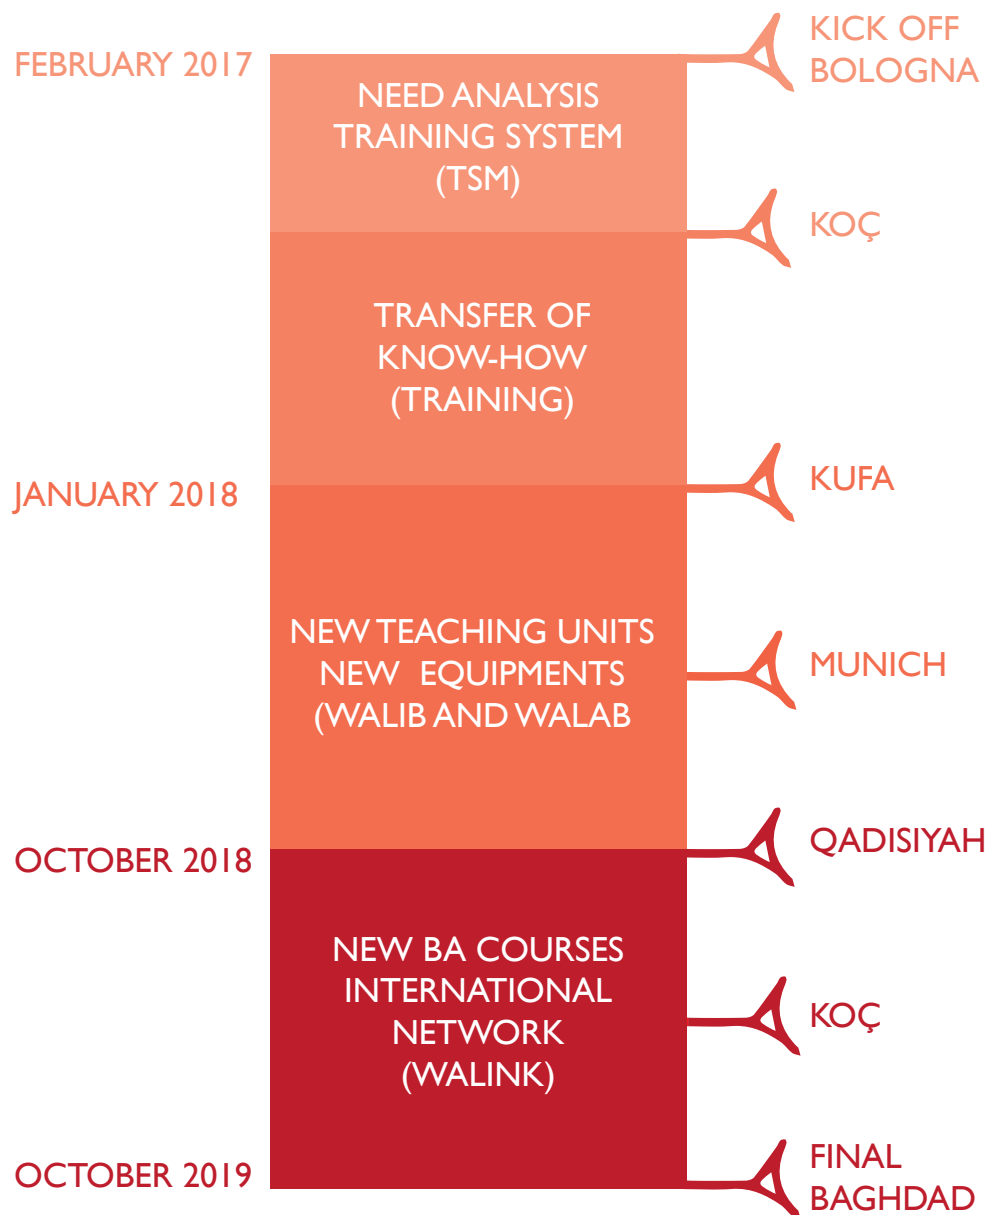 FEBRUARY 2017
KICK OFF
BOLOGNA
NEED ANALYSIS
TRAINING SYSTEM
(TSM)
KOÇ
TRANSFER OF
KNOW-HOW
(TRAINING)
JANUARY 2018
KUFA
NEW TEACHING UNITS
NEW EQUIPMENTS
(WALIB AND WALAB
MUNICH
OCTOBER 2018
QADISIYAH
NEW BA COURSES
INTERNATIONAL
NETWORK
(WALINK)
KOÇ
OCTOBER 2019
FINAL
BAGHDAD